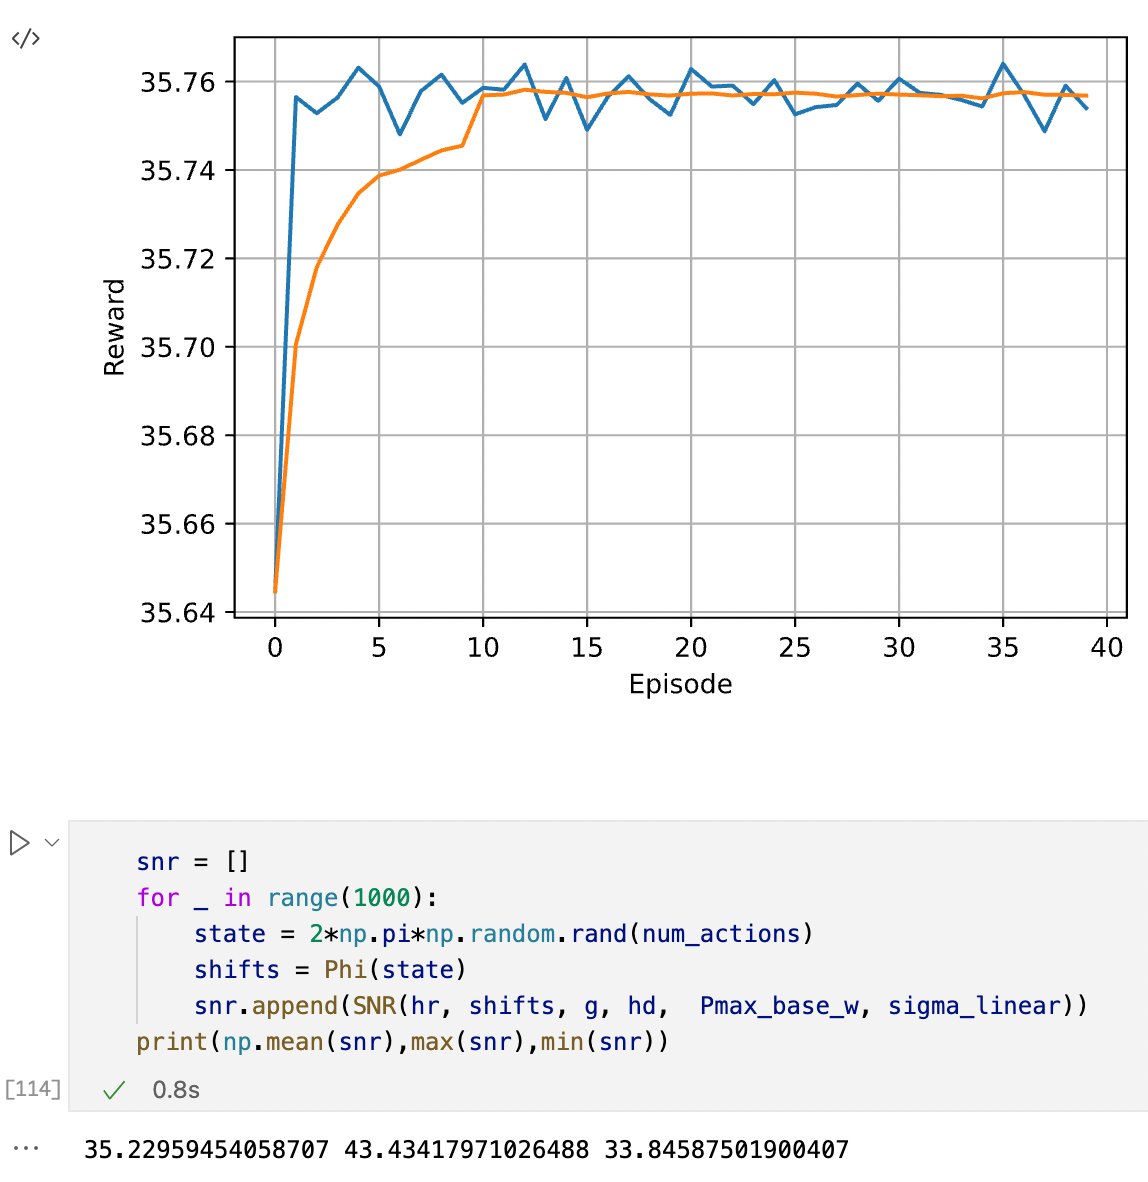 </>
35.76
35.74
35.72
35.70
35.68
35.66
35.64
Reward
0 5 10 15 20 25 30 35 40
Episode
snr = []
for _ in range(1000):
    state = 2*np.pi*np.random.rand(num_actions)
    shifts = Phi(state)
    snr.append(SNR(hr, shifts, g, hd,  Pmax_base_w, sigma_linear))
print(np.mean(snr),max(snr),min(snr))
[114] ✓ 0.8s
... 35.22959454058707 43.43417971026488 33.84587501900407